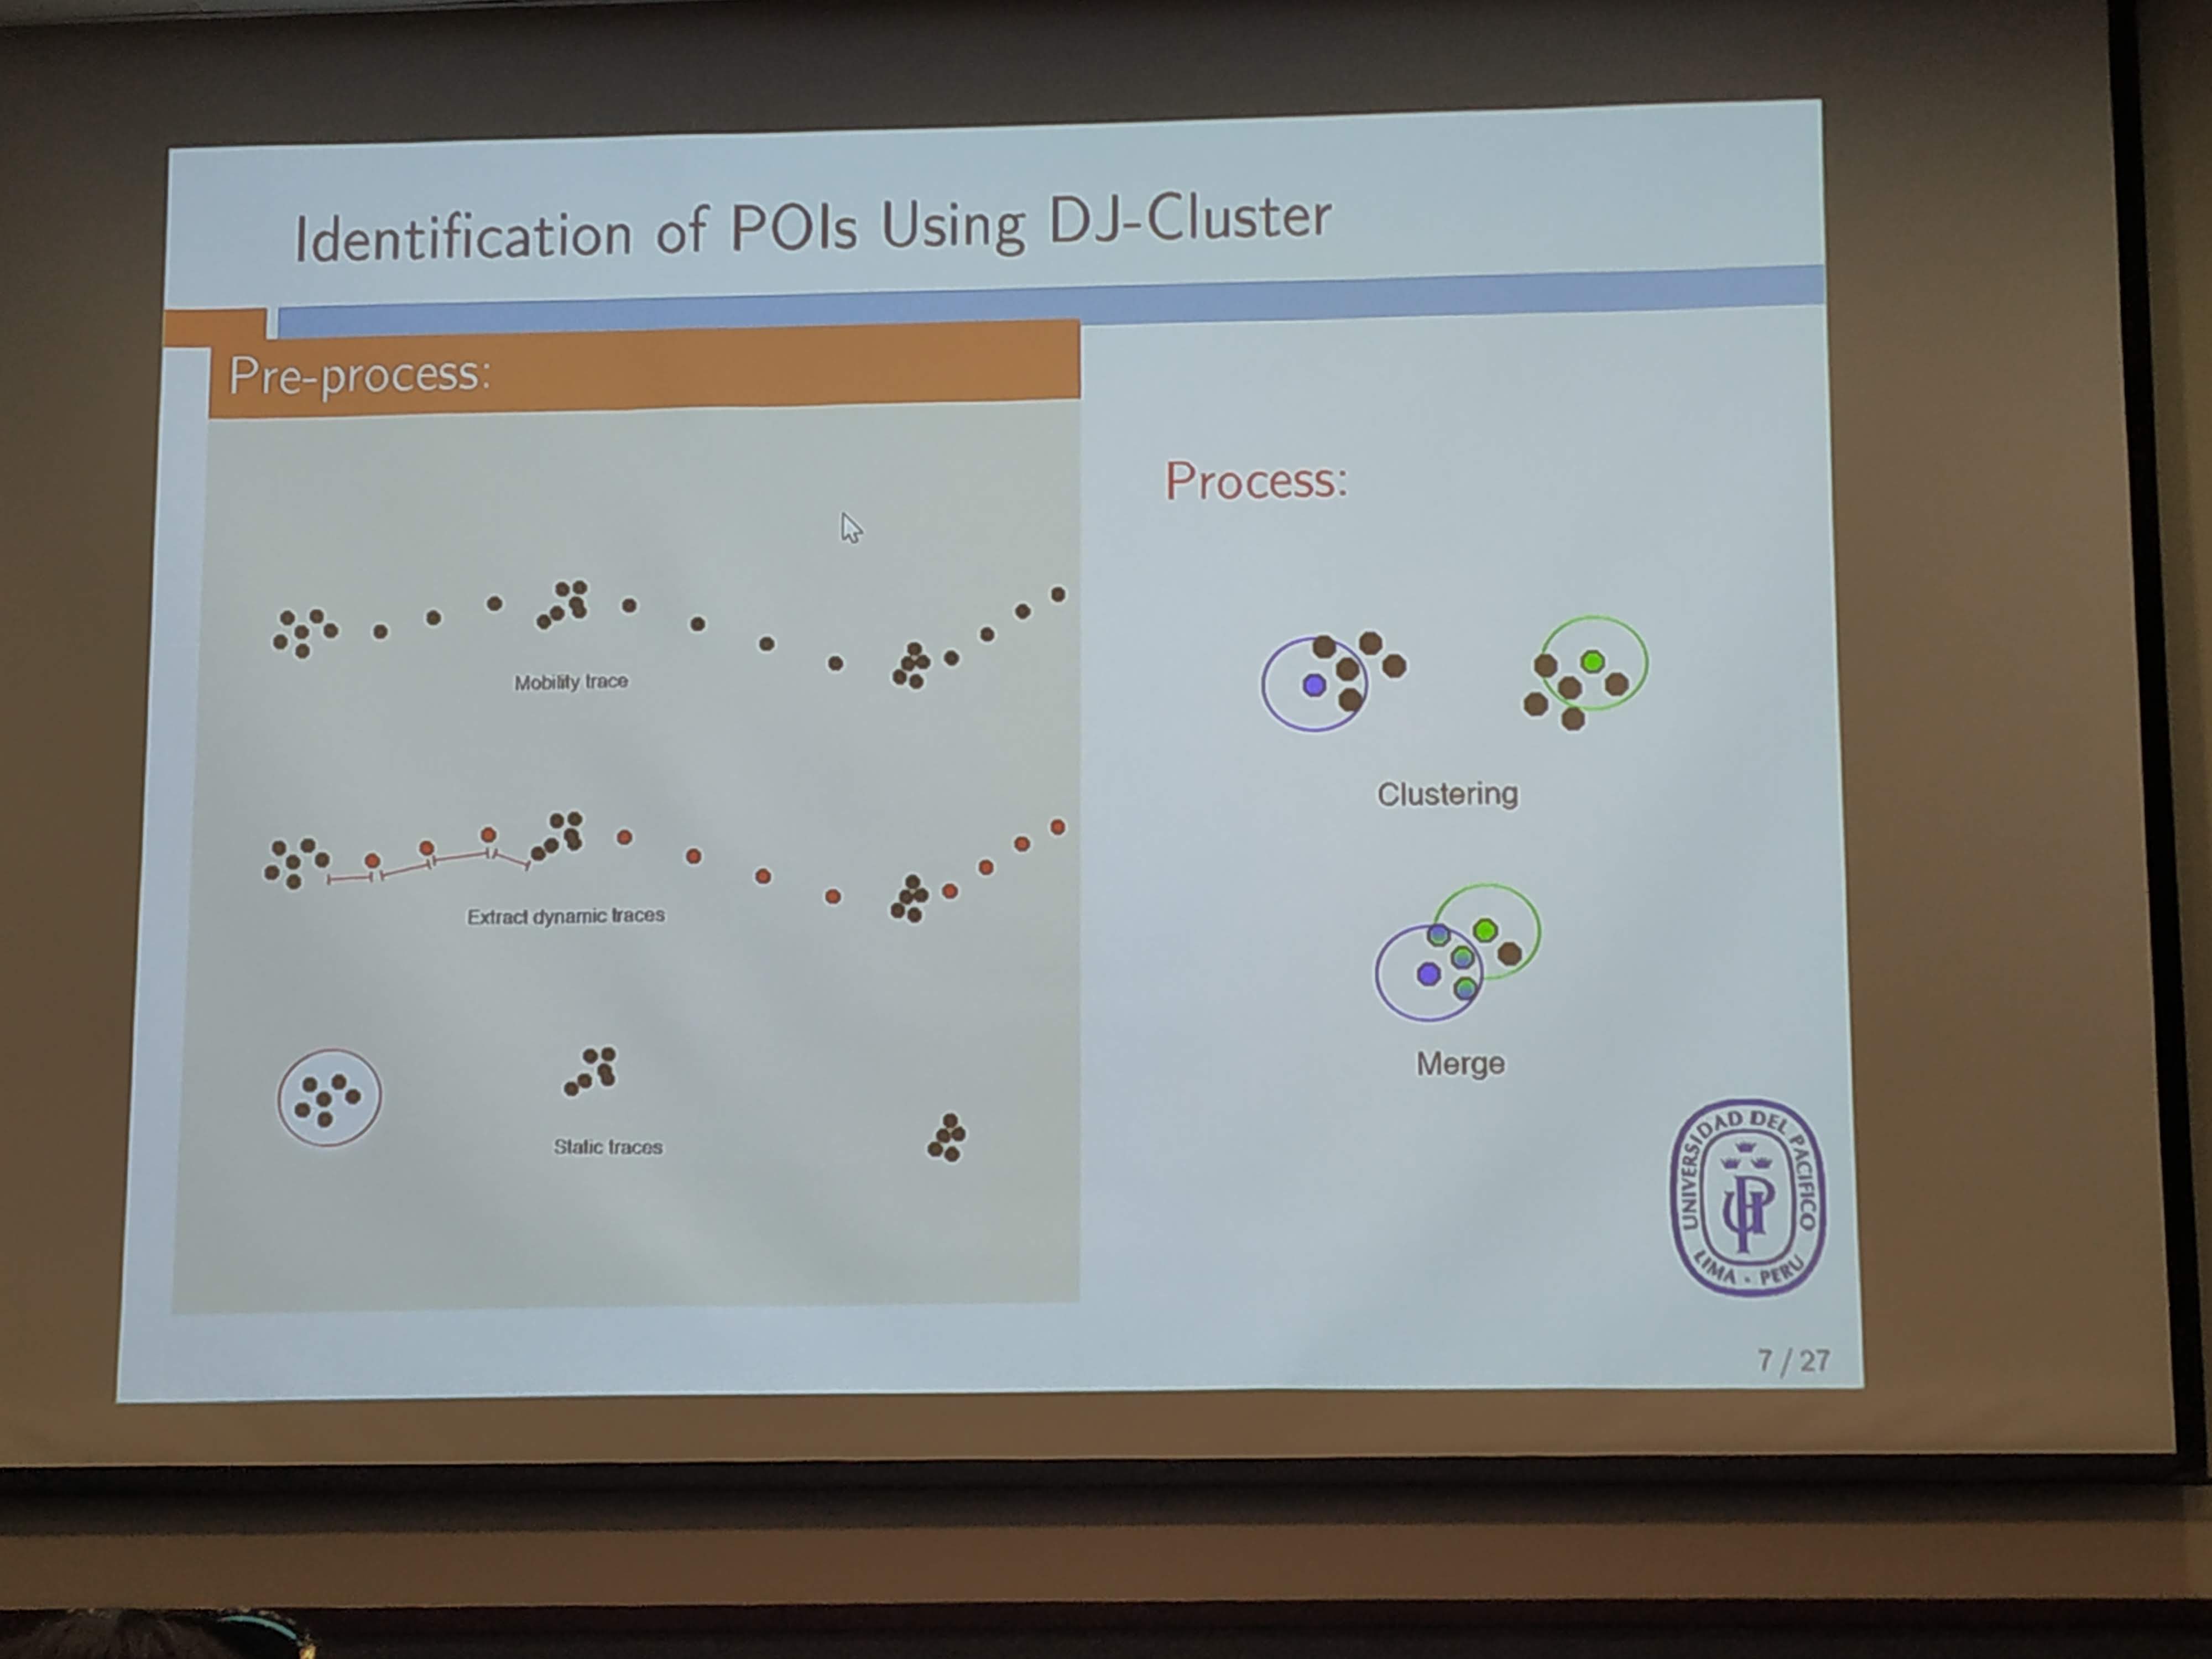 Identification of POIs Using DJ-Cluster
Pre-process:
Mobility trace
Extract dynamic traces
Static traces
Process:
Clustering
Merge
UNIVERSIDAD DEL PACIFICO
UP
LIMA - PERU
7 / 27